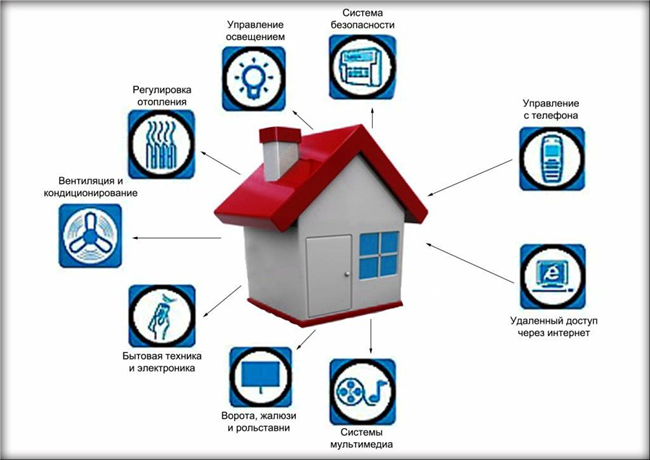 Система
безопасности
Управление
освещением
Регулировка
отопления
Управление
с телефона
Вентиляция и
кондиционирование
Удаленный доступ
через интернет
Бытовая техника
и электроника
Ворота, жалюзи
и рольставни
Системы
мультимедиа